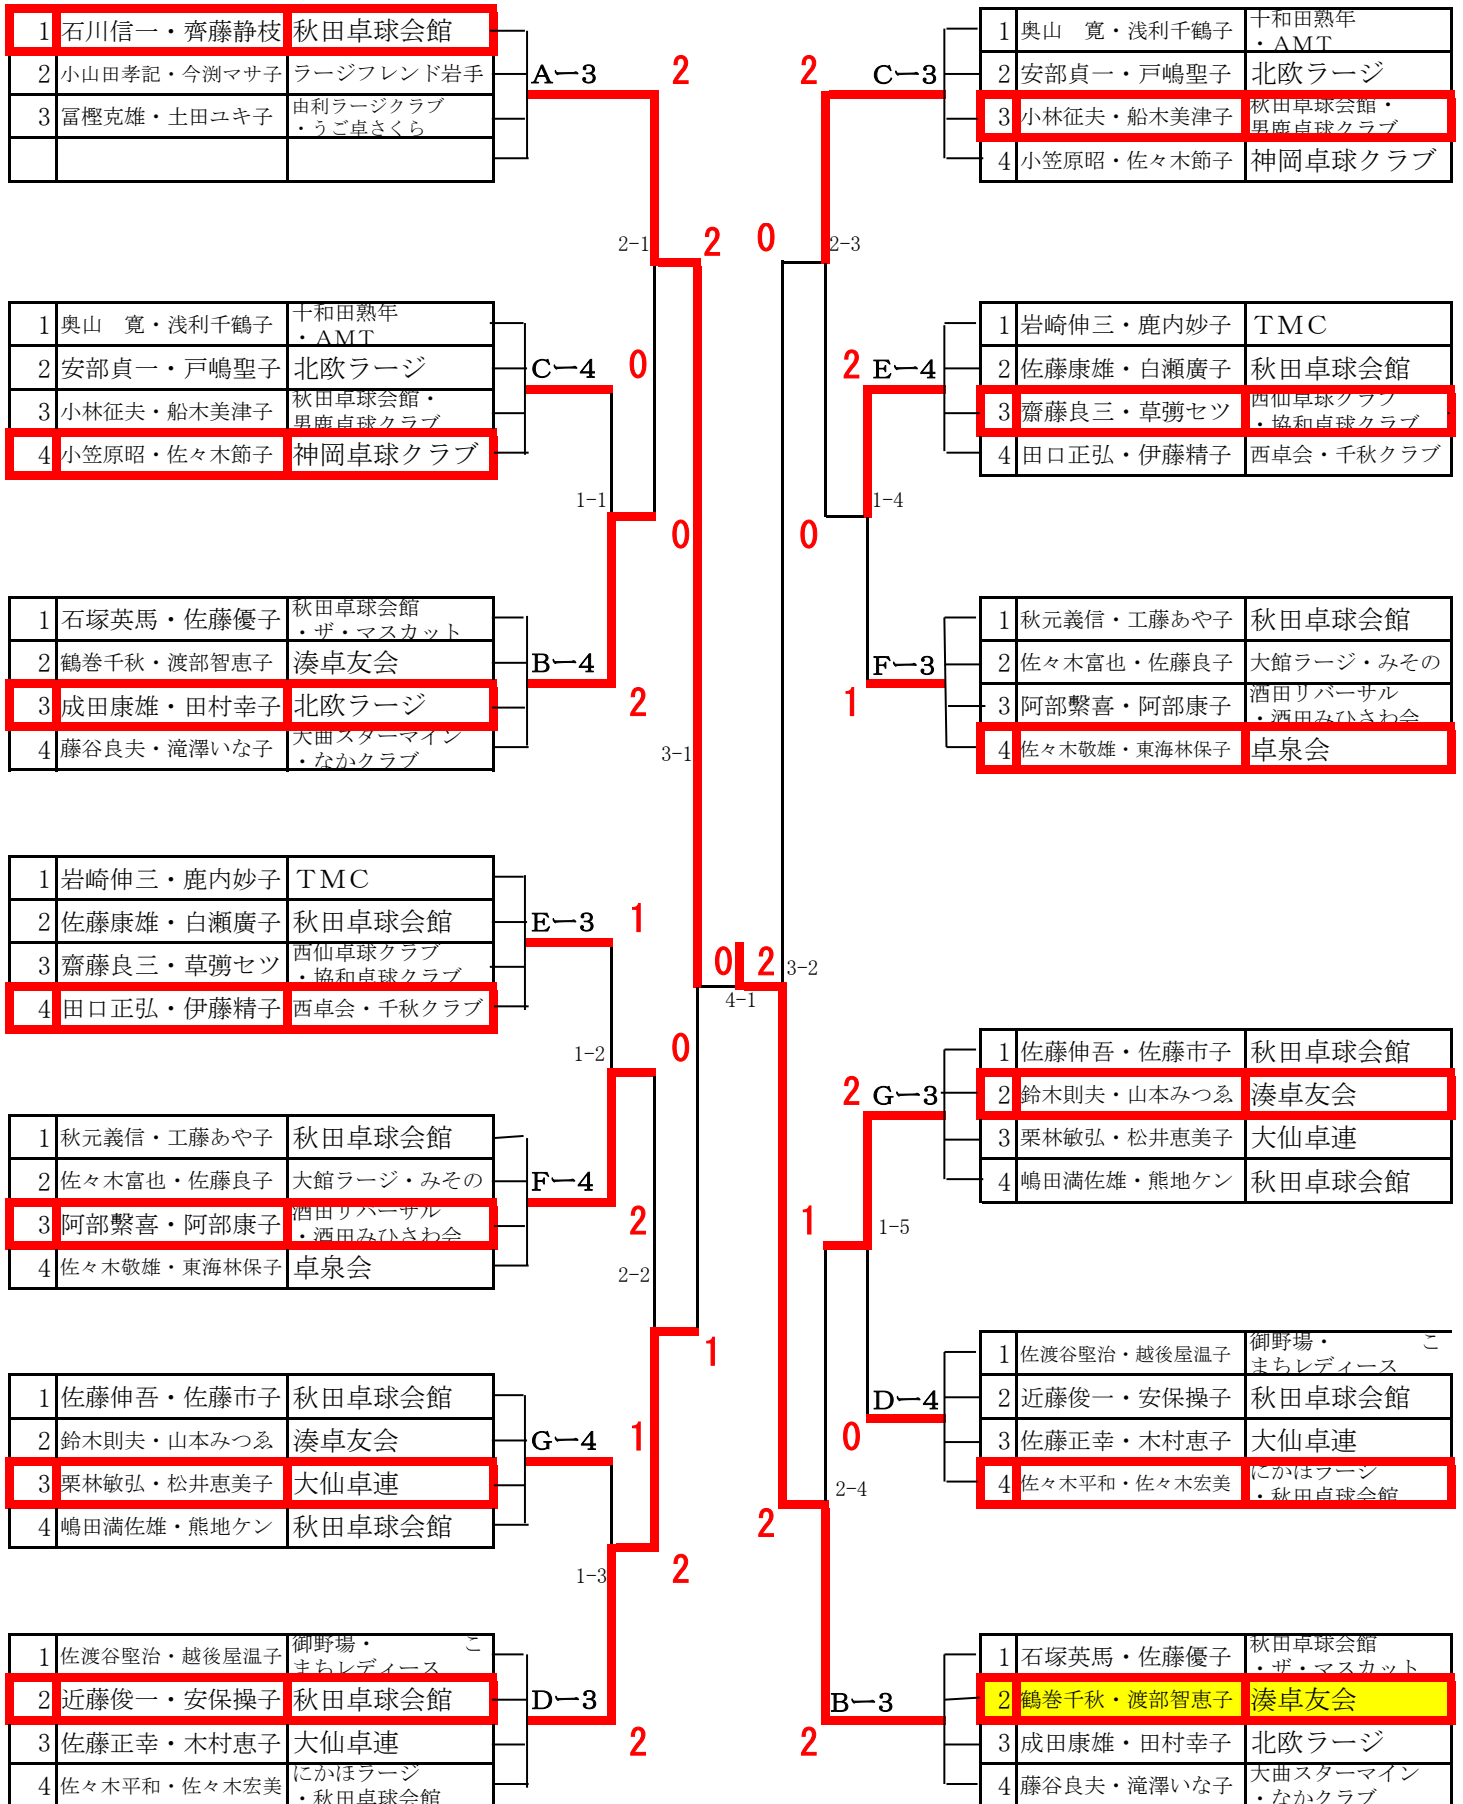 1 石川信一・齊藤静枝 秋田卓球会館
2 小山田孝記・今渕マサ子 ラージフレンド岩手
3 冨樫克雄・土田ユキ子 由利ラージクラブ
・うご卓さくら
A－3
2
2-1
2
1 奥山　寛・浅利千鶴子 十和田熟年
・AMT
2 安部貞一・戸嶋聖子 北欧ラージ
3 小林征夫・船木美津子 秋田卓球会館・
男鹿卓球クラブ
4 小笠原昭・佐々木節子 神岡卓球クラブ
C－4
0
1-1
0
1 石塚英馬・佐藤優子 秋田卓球会館
・ザ・マスカット
2 鶴巻千秋・渡部智恵子 湊卓友会
3 成田康雄・田村幸子 北欧ラージ
4 藤谷良夫・滝澤いな子 大曲スターマイン
・なかクラブ
B－4
2
3-1
1 岩崎伸三・鹿内妙子 TMC
2 佐藤康雄・白瀬廣子 秋田卓球会館
3 齋藤良三・草彅セツ 西仙卓球クラブ
・協和卓球クラブ
4 田口正弘・伊藤精子 西卓会・千秋クラブ
E－3
1
0
2
4-1
1-2
0
1 秋元義信・工藤あや子 秋田卓球会館
2 佐々木富也・佐藤良子 大館ラージ・みその
3 阿部繫喜・阿部康子 酒田リバーサル
・酒田みひさわ会
4 佐々木敬雄・東海林保子 卓泉会
F－4
2
2-2
1
1 佐藤伸吾・佐藤市子 秋田卓球会館
2 鈴木則夫・山本みつゑ 湊卓友会
3 栗林敏弘・松井恵美子 大仙卓連
4 嶋田満佐雄・熊地ケン 秋田卓球会館
G－4
1
1-3
2
1 佐渡谷堅治・越後屋温子 御野場・　こ
まちレディース
2 近藤俊一・安保操子 秋田卓球会館
3 佐藤正幸・木村恵子 大仙卓連
4 佐々木平和・佐々木宏美 にかほラージ
・秋田卓球会館
D－3
2
2
C－3
1 奥山　寛・浅利千鶴子 十和田熟年
・AMT
2 安部貞一・戸嶋聖子 北欧ラージ
3 小林征夫・船木美津子 秋田卓球会館・
男鹿卓球クラブ
4 小笠原昭・佐々木節子 神岡卓球クラブ
0
2-3
2
E－4
1 岩崎伸三・鹿内妙子 TMC
2 佐藤康雄・白瀬廣子 秋田卓球会館
3 齋藤良三・草彅セツ 西仙卓球クラブ
・協和卓球クラブ
4 田口正弘・伊藤精子 西卓会・千秋クラブ
1-4
0
F－3
1
1 秋元義信・工藤あや子 秋田卓球会館
2 佐々木富也・佐藤良子 大館ラージ・みその
3 阿部繫喜・阿部康子 酒田リバーサル
・酒田みひさわ会
4 佐々木敬雄・東海林保子 卓泉会
3-2
2
G－3
1 佐藤伸吾・佐藤市子 秋田卓球会館
2 鈴木則夫・山本みつゑ 湊卓友会
3 栗林敏弘・松井恵美子 大仙卓連
4 嶋田満佐雄・熊地ケン 秋田卓球会館
1
1-5
D－4
0
1 佐渡谷堅治・越後屋温子 御野場・　こ
まちレディース
2 近藤俊一・安保操子 秋田卓球会館
3 佐藤正幸・木村恵子 大仙卓連
4 佐々木平和・佐々木宏美 にかほラージ
・秋田卓球会館
2-4
2
B－3
2
1 石塚英馬・佐藤優子 秋田卓球会館
・ザ・マスカット
2 鶴巻千秋・渡部智恵子 湊卓友会
3 成田康雄・田村幸子 北欧ラージ
4 藤谷良夫・滝澤いな子 大曲スターマイン
・なかクラブ